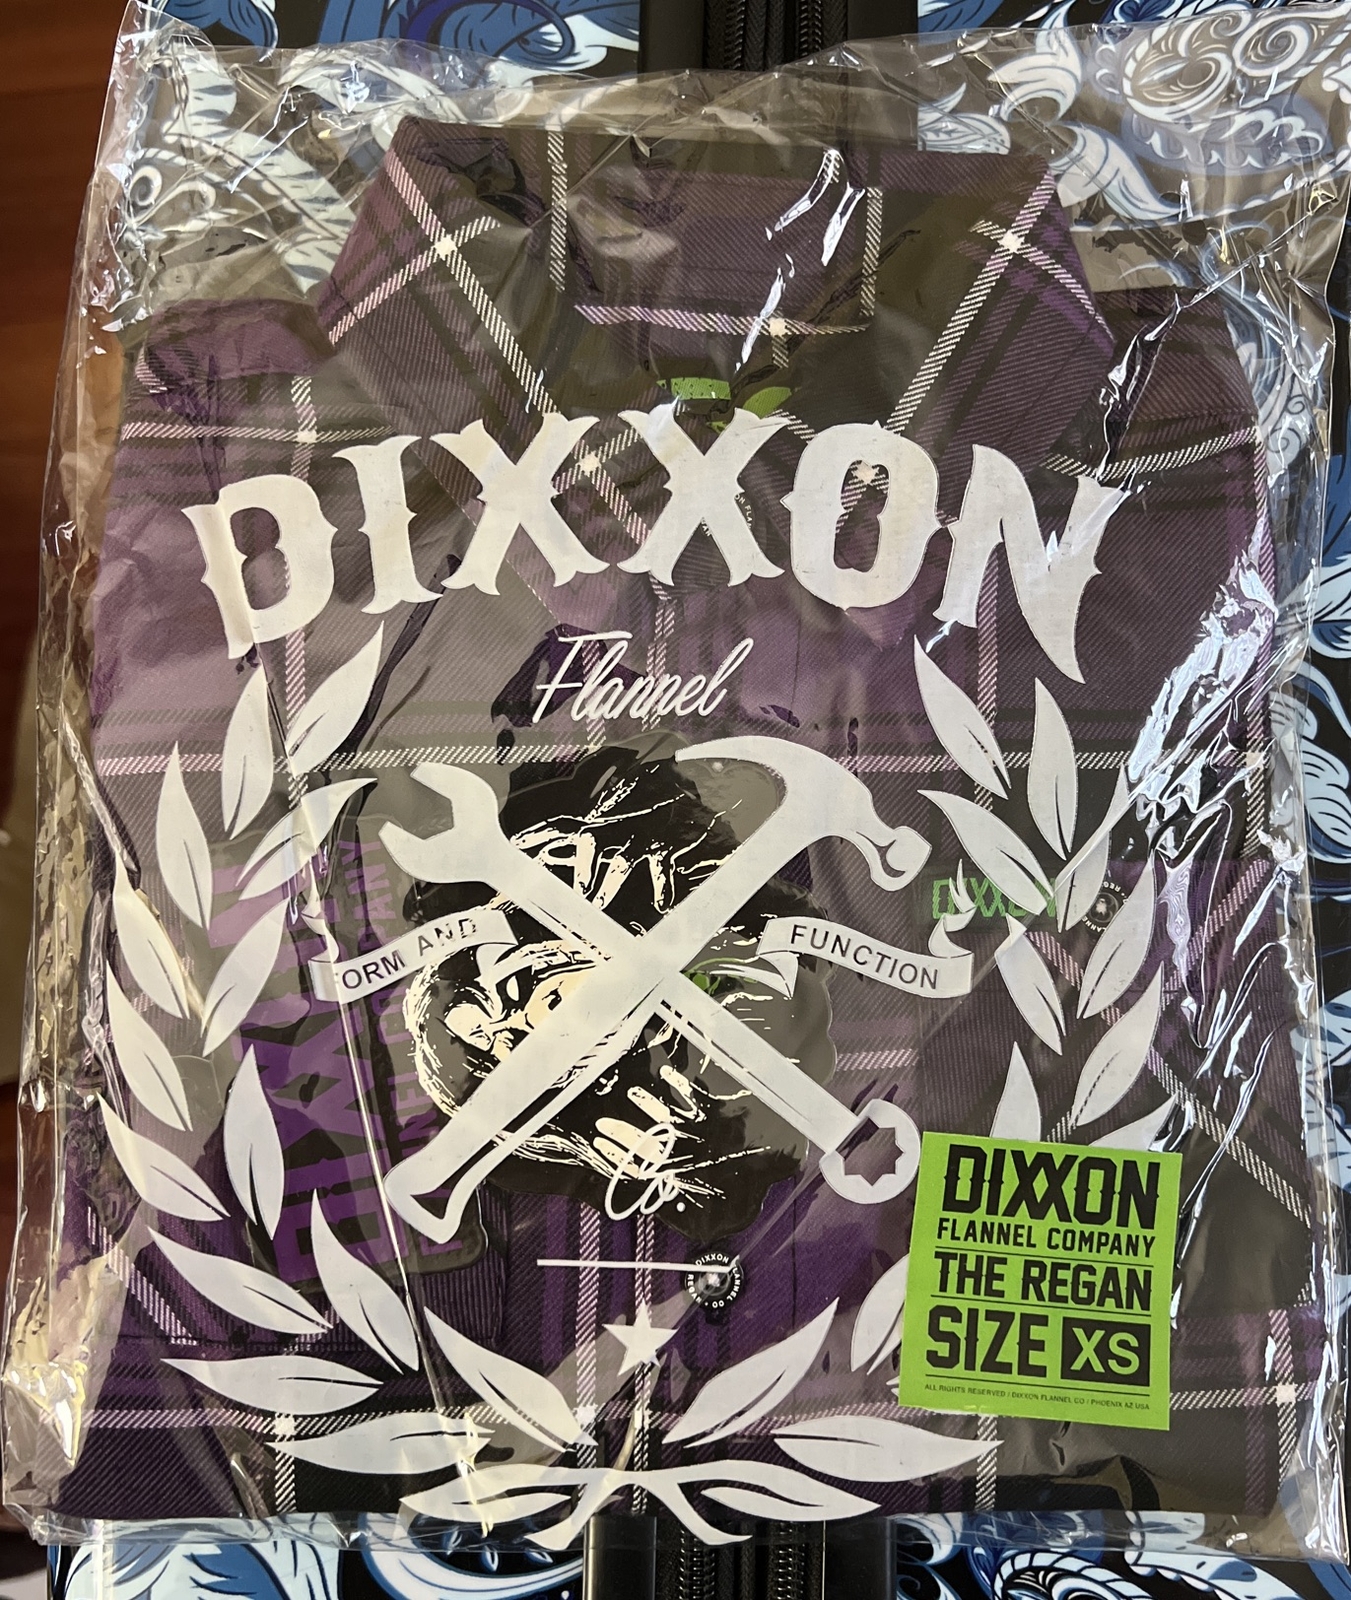 DIXXON
Flannel
FORM AND
FUNCTION
DIXXON
Co.
DIXXON
FLANNEL COMPANY
THE REGAN
SIZE XS
ALL RIGHTS RESERVED / DIXXON FLANNEL CO / PHOENIX AZ USA